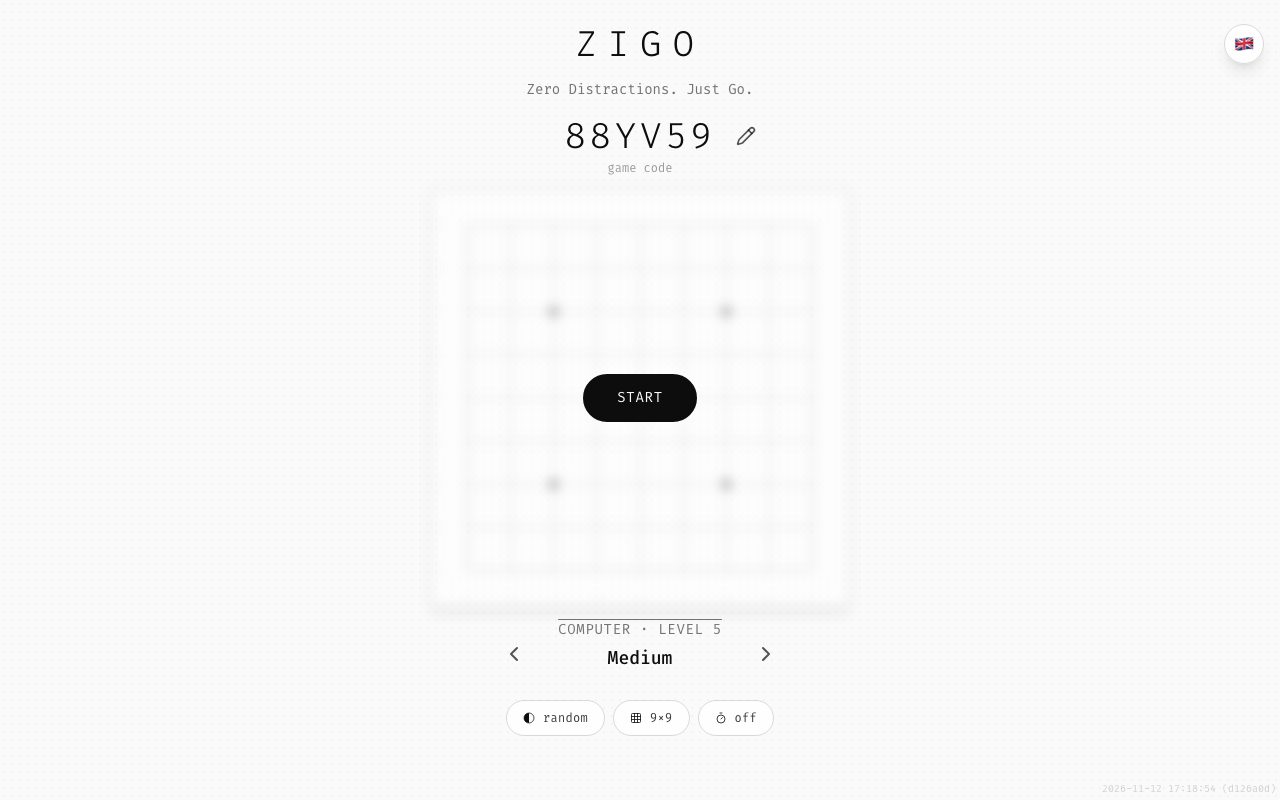 ZIGO
Zero Distractions. Just Go.
88YV59
game code
START
COMPUTER · LEVEL 5
Medium
random
9×9
off
2026-11-12 17:18:54 (d126a0d)